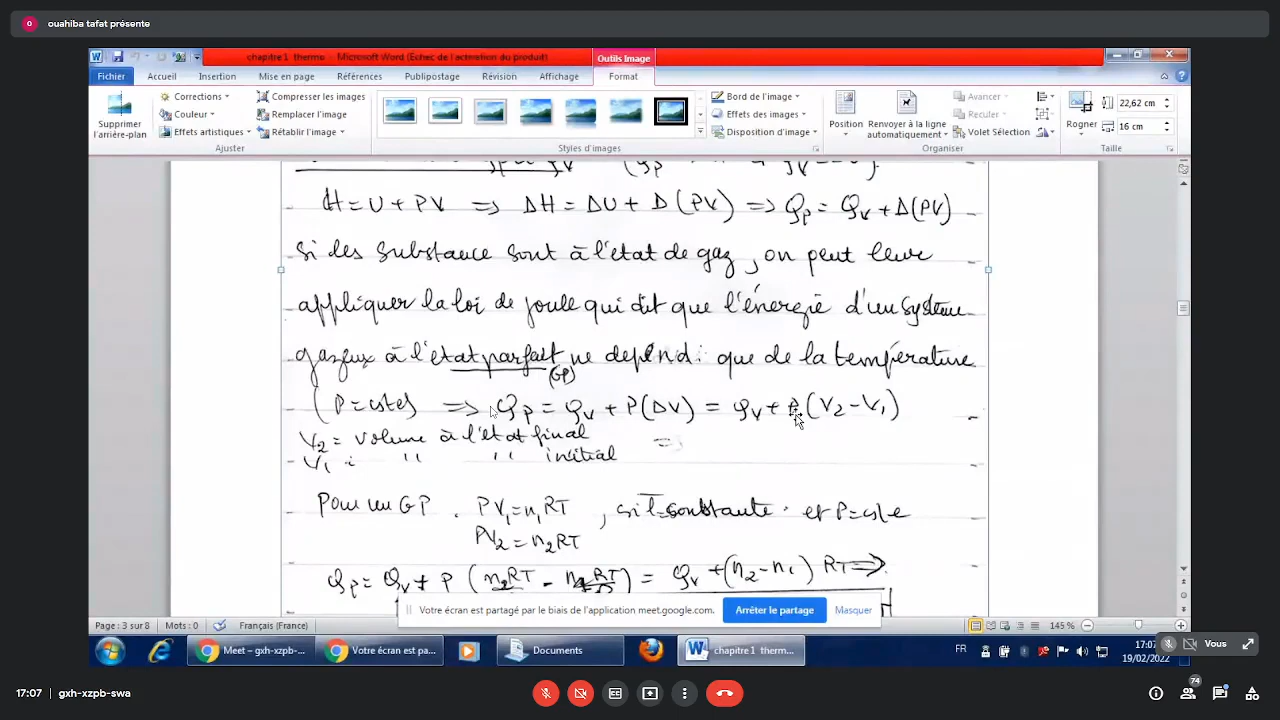 ouahiba tafat présente
chapitre 1 thermo - Microsoft Word (Échec de l'activation du produit)
Outils Image
Fichier Accueil Insertion Mise en page Références Publipostage Révision Affichage Format
Supprimer l'arrière-plan
Corrections
Couleur
Effets artistiques
Compresser les images
Remplacer l'image
Rétablir l'image
Ajuster
Styles d'images
Bord de l'image
Effets des images
Disposition d'image
Position
Renvoyer à la ligne automatiquement
Avancer
Reculer
Volet Sélection
Organiser
Rogner
22,62 cm
16 cm
Taille
H = U + PV => ΔH = ΔU + Δ(PV) => Qp = Qv + Δ(PV)
si les substance sont à l'état de gaz, on peut leur
appliquer la loi de joule qui dit que l'énergie d'un système
gazeux à l'état parfait ne depend que de la température
(GP)
(P = cste) => Qp = Qv + P(ΔV) = Qv + P(V2 - V1)
V2 = volume à l'état final
V1 = '' '' initial =>
Pour un GP . PV1 = n1RT , si T = constante et P = cste
PV2 = n2RT
Qp = Qv + P (n2RT - n1RT) = Qv + (n2 - n1) RT =>
Votre écran est partagé par le biais de l'application meet.google.com. Arrêter le partage Masquer
Page : 3 sur 8 Mots : 0 Français (France) 145 %
Meet – gxh-xzpb-... Votre écran est pa... Documents chapitre 1 therm... FR 17:07
19/02/2022
Vous
17:07 gxh-xzpb-swa 74